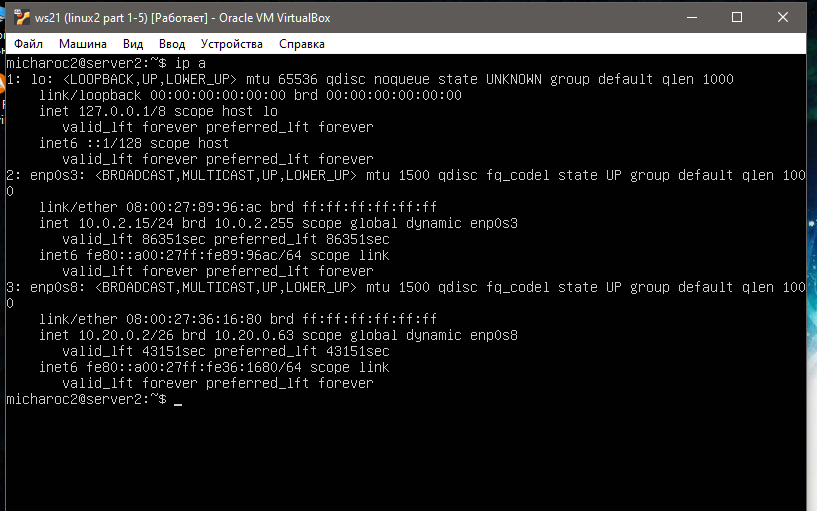 ws21 (linux2 part 1-5) [Работает] - Oracle VM VirtualBox
Файл Машина Вид Ввод Устройства Справка
micharoc2@server2:~$ ip a
1: lo: <LOOPBACK,UP,LOWER_UP> mtu 65536 qdisc noqueue state UNKNOWN group default qlen 1000
link/loopback 00:00:00:00:00:00 brd 00:00:00:00:00:00
inet 127.0.0.1/8 scope host lo
valid_lft forever preferred_lft forever
inet6 ::1/128 scope host
valid_lft forever preferred_lft forever
2: enp0s3: <BROADCAST,MULTICAST,UP,LOWER_UP> mtu 1500 qdisc fq_codel state UP group default qlen 100
0
link/ether 08:00:27:89:96:ac brd ff:ff:ff:ff:ff:ff
inet 10.0.2.15/24 brd 10.0.2.255 scope global dynamic enp0s3
valid_lft 86351sec preferred_lft 86351sec
inet6 fe80::a00:27ff:fe89:96ac/64 scope link
valid_lft forever preferred_lft forever
3: enp0s8: <BROADCAST,MULTICAST,UP,LOWER_UP> mtu 1500 qdisc fq_codel state UP group default qlen 100
0
link/ether 08:00:27:36:16:80 brd ff:ff:ff:ff:ff:ff
inet 10.20.0.2/26 brd 10.20.0.63 scope global dynamic enp0s8
valid_lft 43151sec preferred_lft 43151sec
inet6 fe80::a00:27ff:fe36:1680/64 scope link
valid_lft forever preferred_lft forever
micharoc2@server2:~$ _